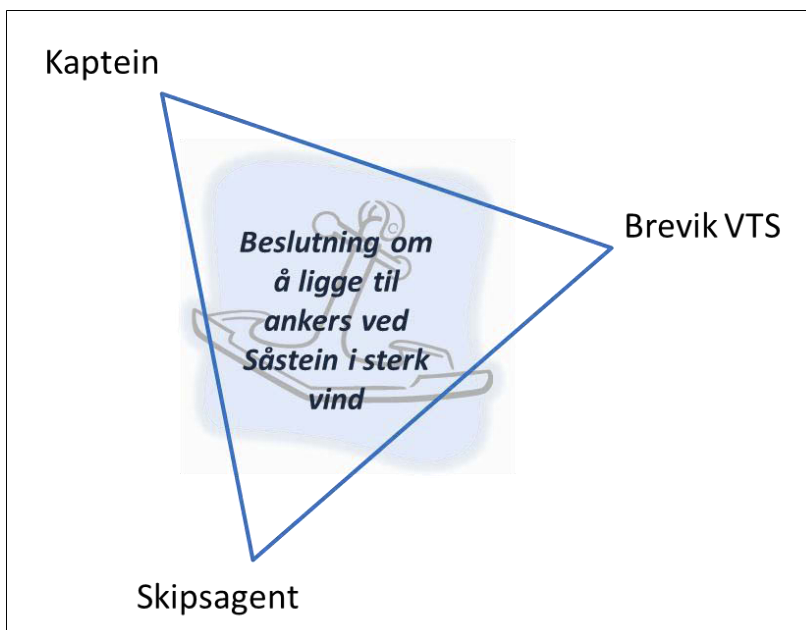 Kaptein
Brevik VTS
Beslutning om
å ligge til
ankers ved
Såstein i sterk
vind
Skipsagent